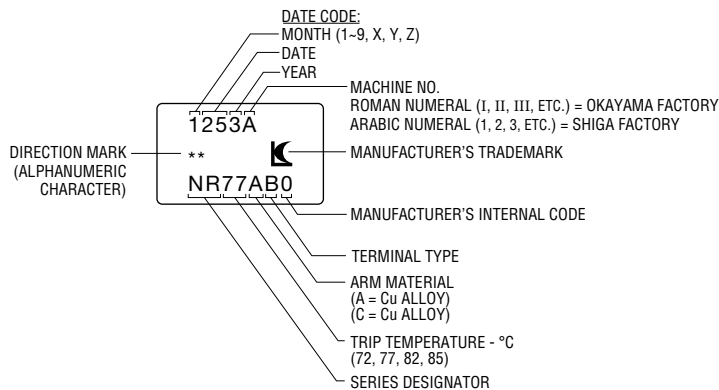 DATE CODE:
MONTH (1~9, X, Y, Z)
DATE
YEAR
MACHINE NO.
ROMAN NUMERAL (I, II, III, ETC.) = OKAYAMA FACTORY
ARABIC NUMERAL (1, 2, 3, ETC.) = SHIGA FACTORY
1253A
DIRECTION MARK
(ALPHANUMERIC
CHARACTER)
**
MANUFACTURER'S TRADEMARK
NR77AB0
MANUFACTURER'S INTERNAL CODE
TERMINAL TYPE
ARM MATERIAL
(A = Cu ALLOY)
(C = Cu ALLOY)
TRIP TEMPERATURE - °C
(72, 77, 82, 85)
SERIES DESIGNATOR